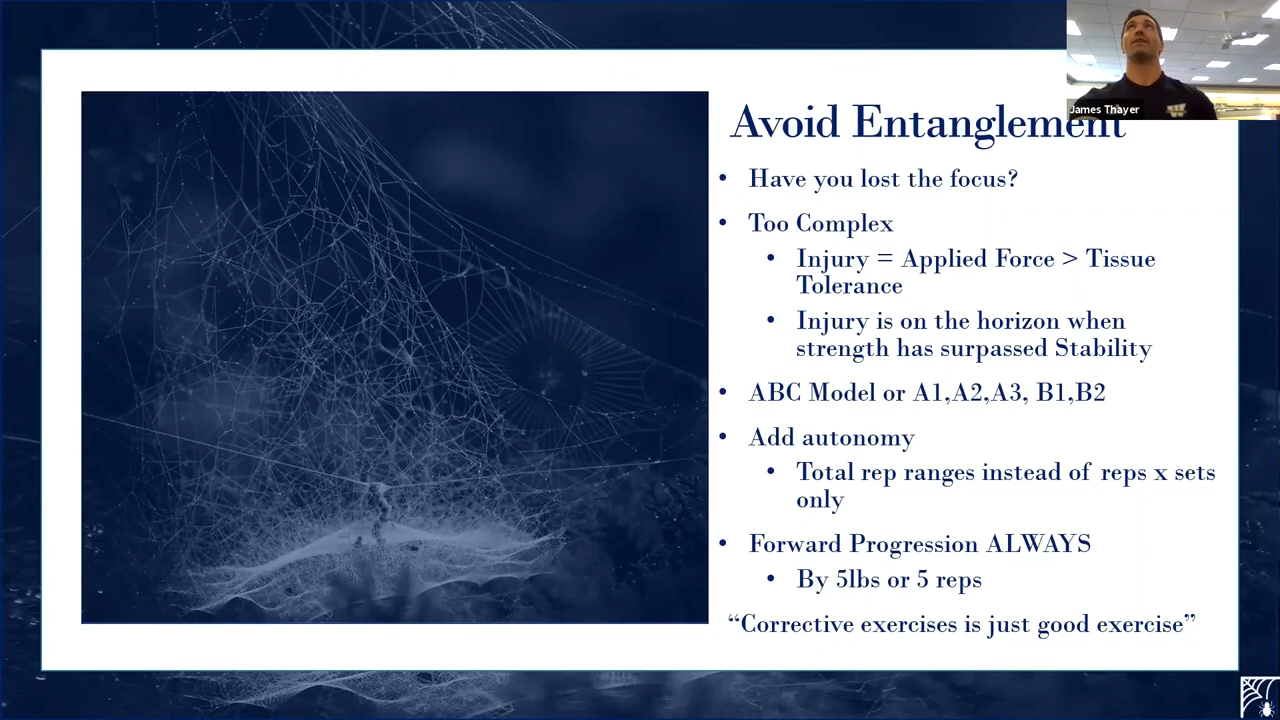 James Thayer
Avoid Entanglement
• Have you lost the focus?
• Too Complex
• Injury = Applied Force > Tissue
Tolerance
• Injury is on the horizon when
strength has surpassed Stability
• ABC Model or A1,A2,A3, B1,B2
• Add autonomy
• Total rep ranges instead of reps x sets
only
• Forward Progression ALWAYS
• By 5lbs or 5 reps
“Corrective exercises is just good exercise”